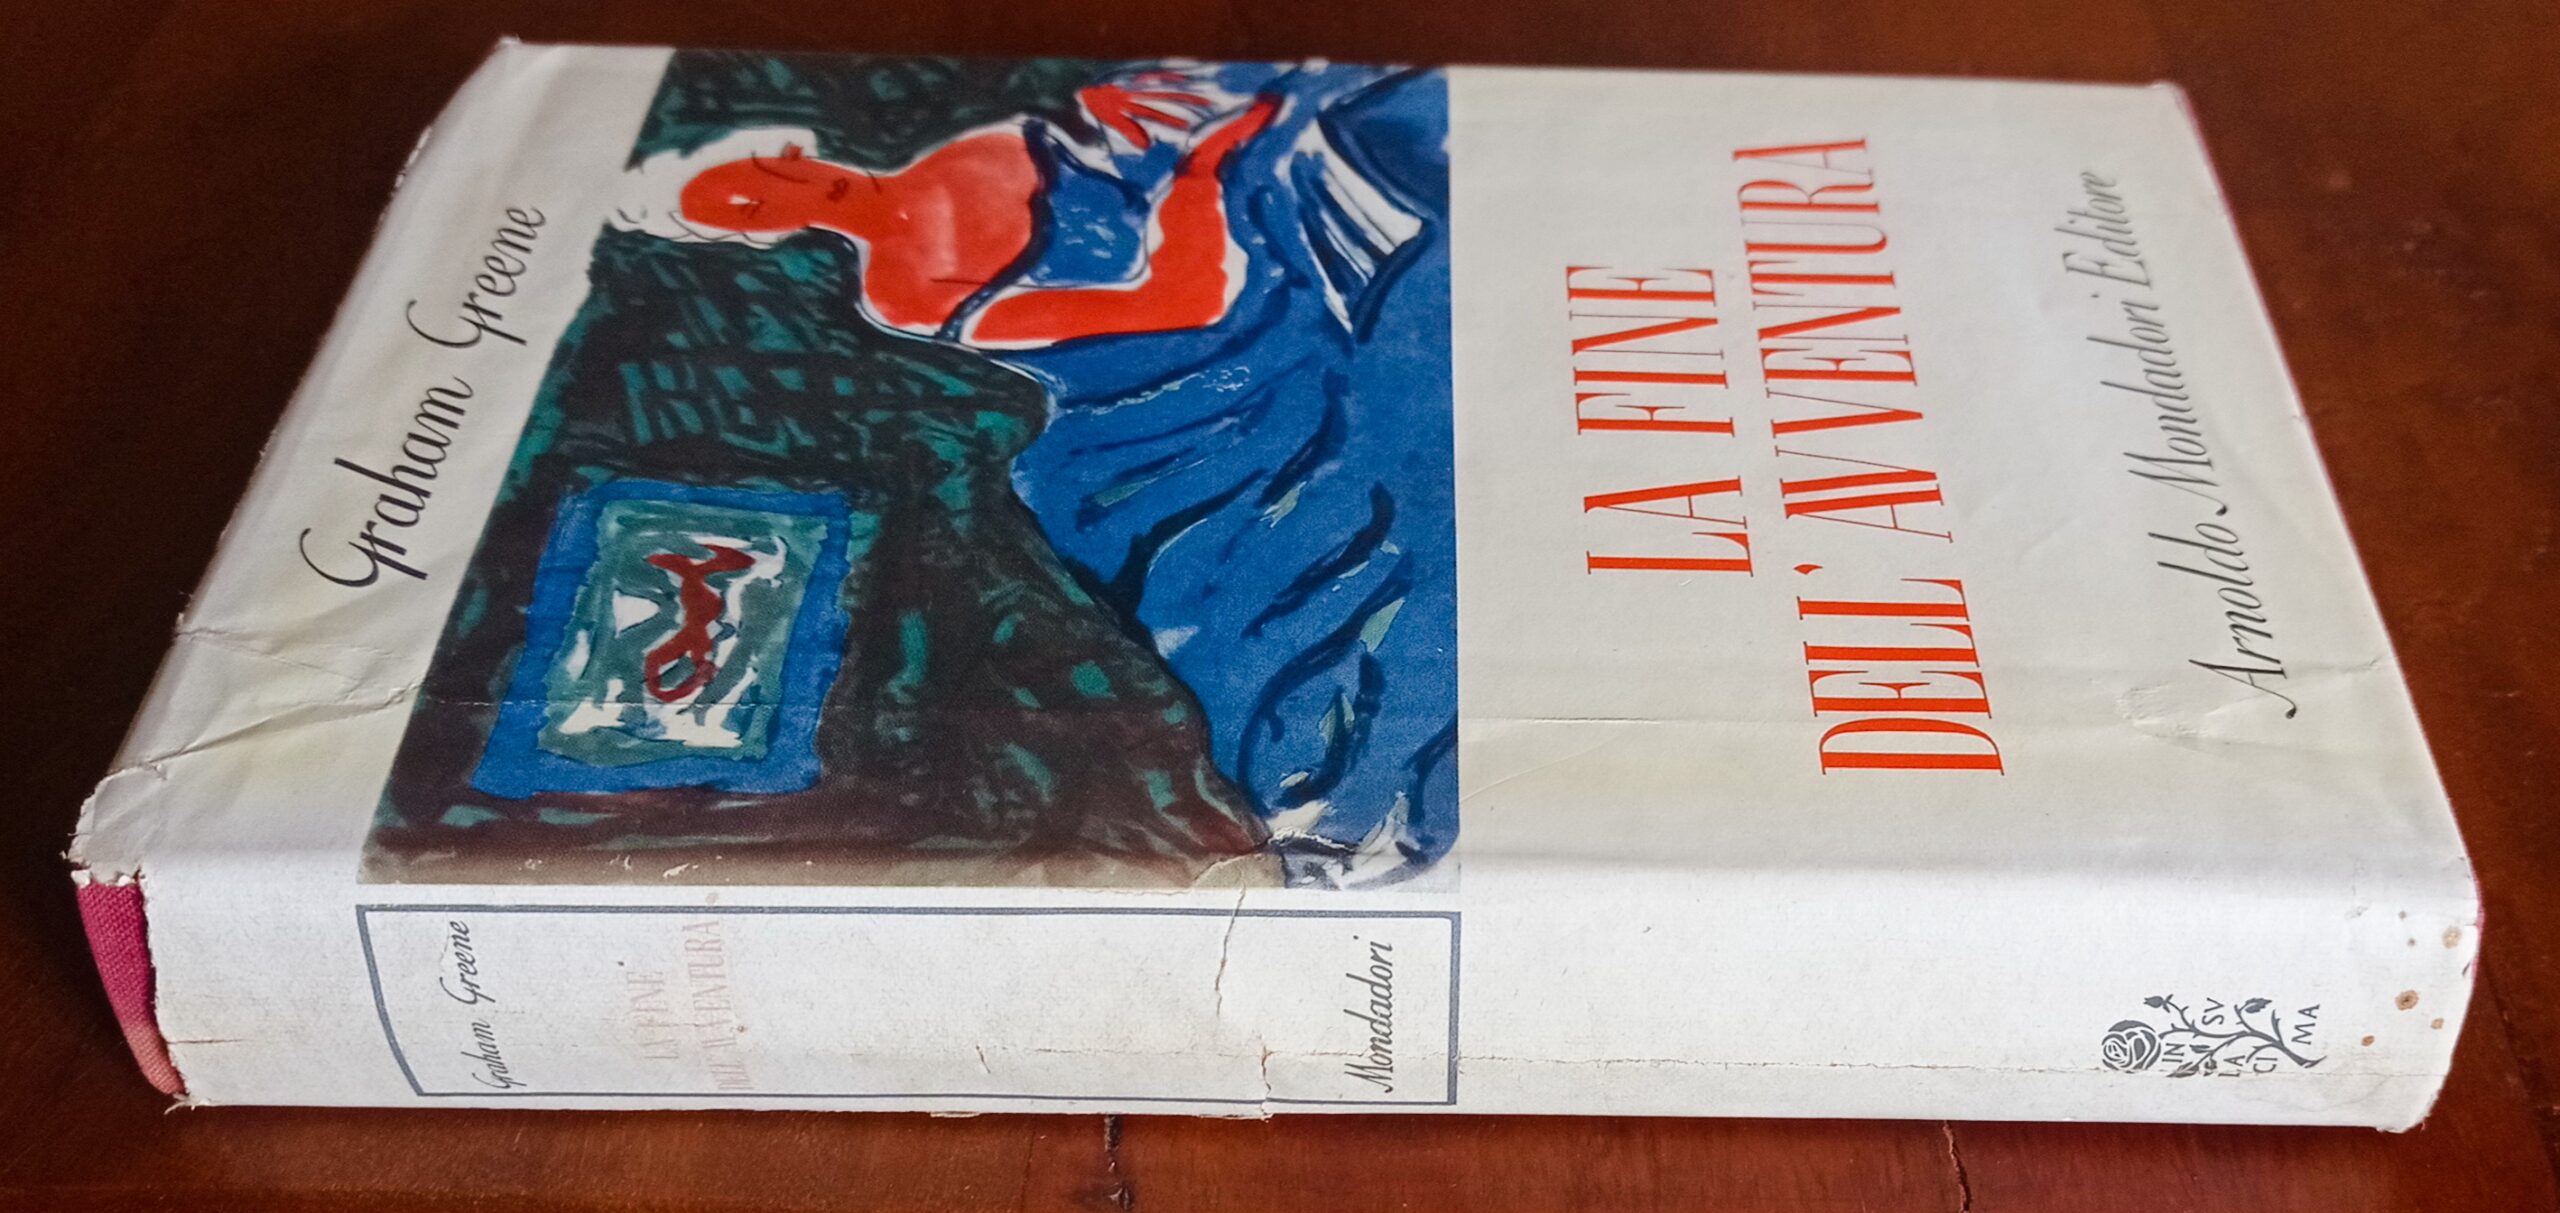 Graham Greene
LA FINE
DELL'AVVENTURA
Arnoldo Mondadori Editore
Graham Greene
LA FINE
DELL'AVVENTURA
Mondadori
IN SV
LA CI
MA